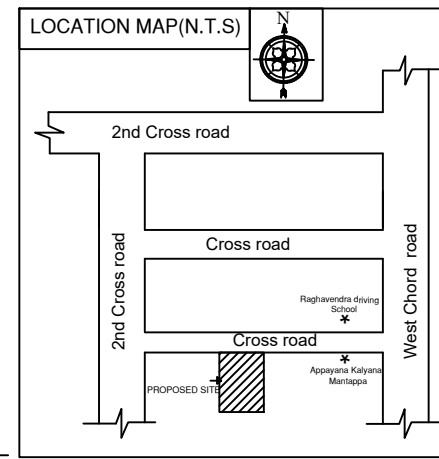 LOCATION MAP(N.T.S)
N
2nd Cross road
Cross road
2nd Cross road
West Chord road
Raghavendra driving
School
Cross road
Appayana Kalyana
Mantappa
PROPOSED SITE